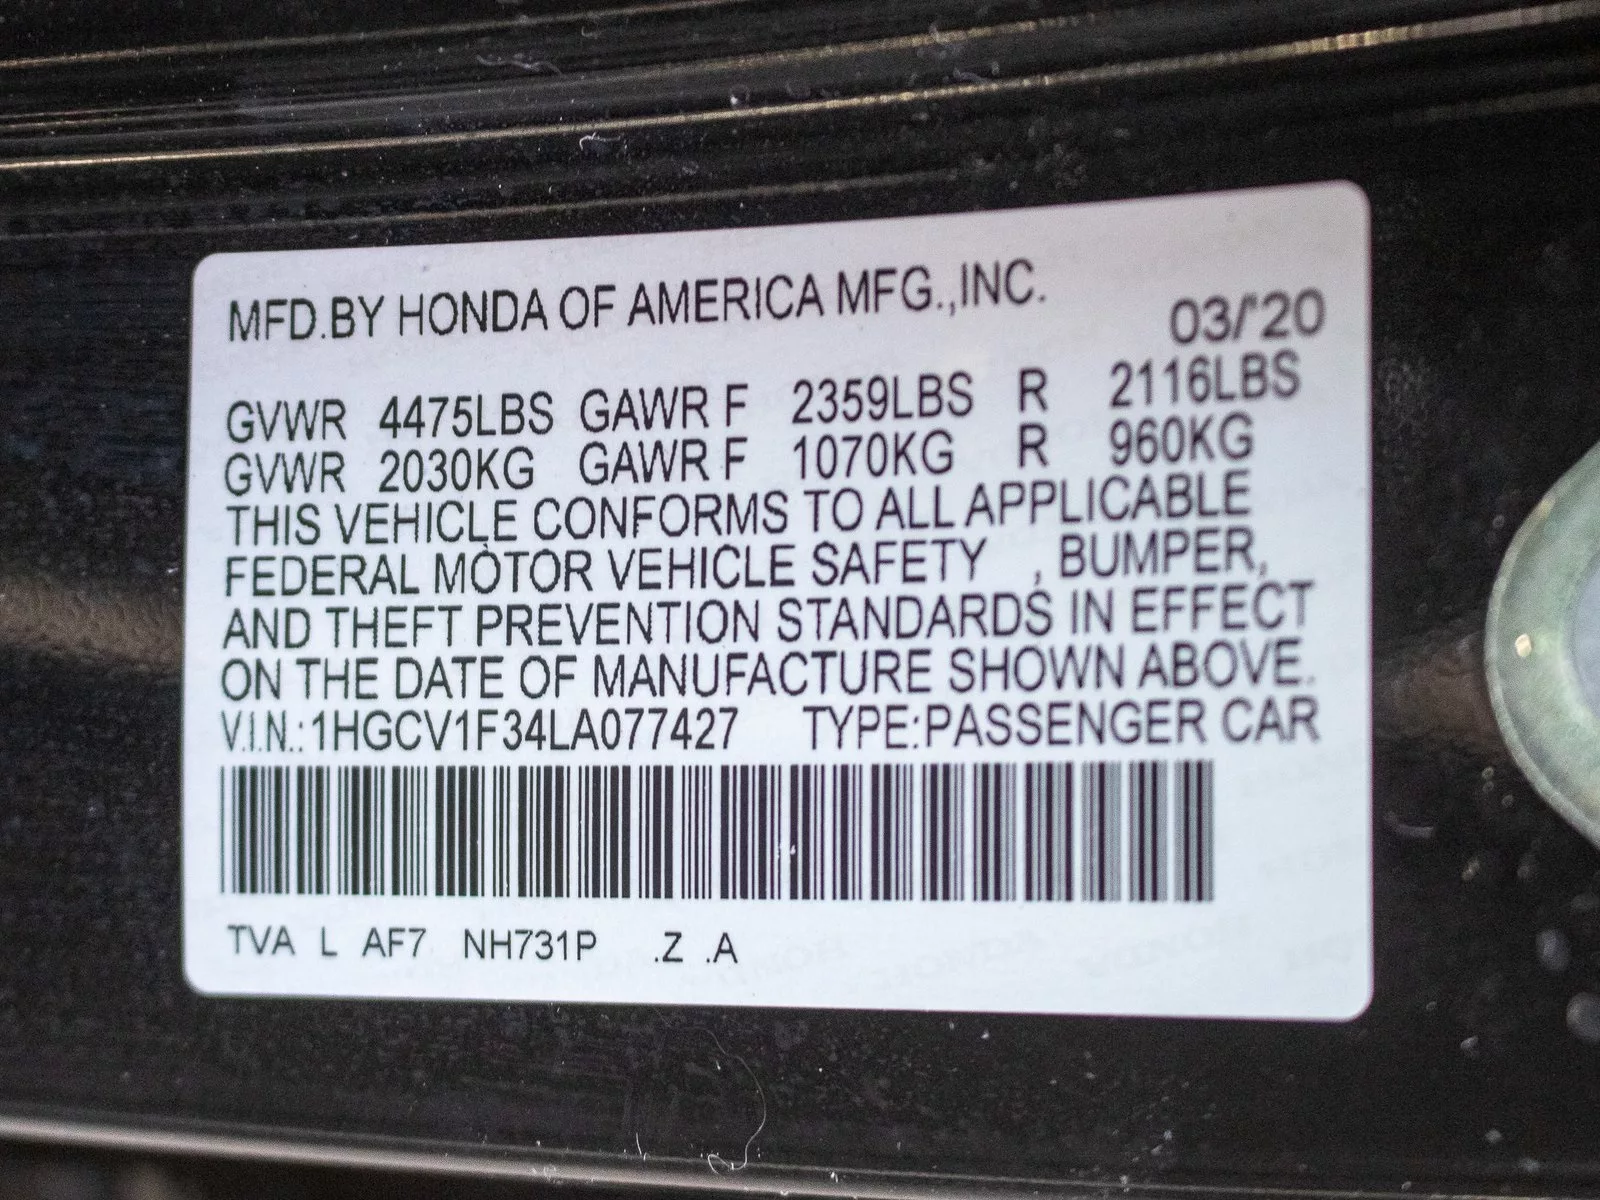 MFD.BY HONDA OF AMERICA MFG.,INC.
03/'20
GVWR 4475LBS GAWR F 2359LBS R 2116LBS
GVWR 2030KG GAWR F 1070KG R 960KG
THIS VEHICLE CONFORMS TO ALL APPLICABLE
FEDERAL MOTOR VEHICLE SAFETY , BUMPER,
AND THEFT PREVENTION STANDARDS IN EFFECT
ON THE DATE OF MANUFACTURE SHOWN ABOVE.
V.I.N.:1HGCV1F34LA077427 TYPE:PASSENGER CAR
TVA L AF7 NH731P .Z .A